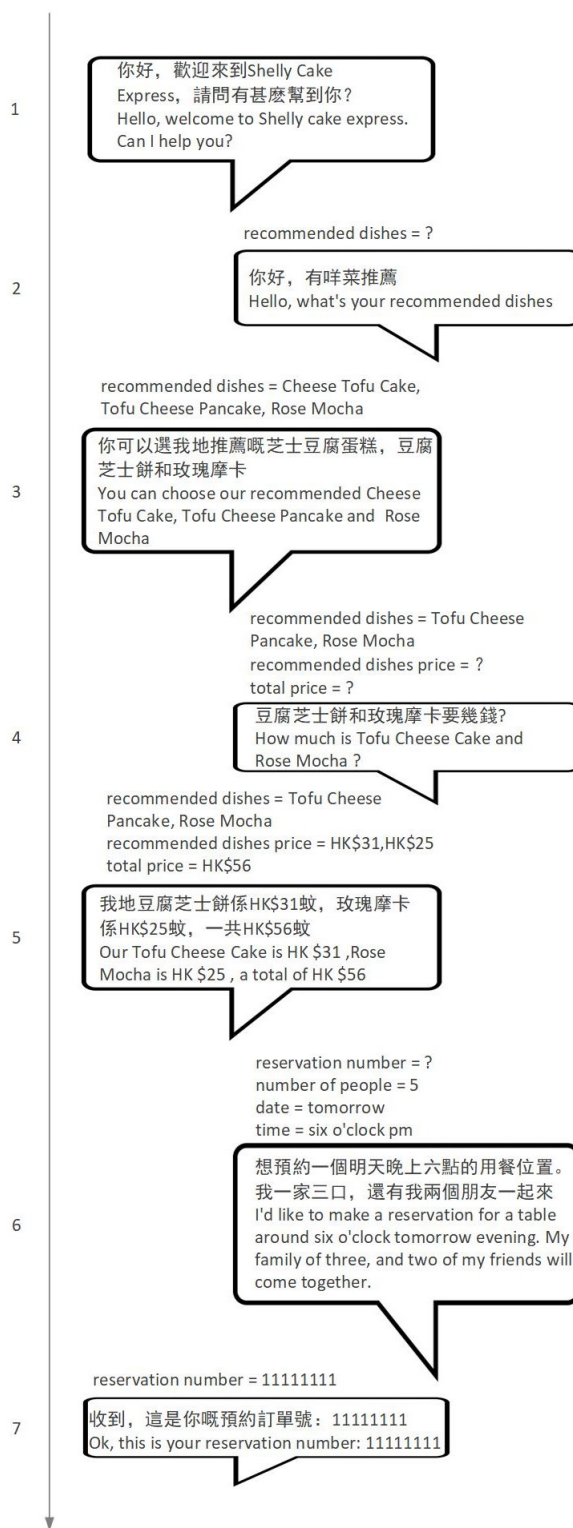 1
你好，歡迎來到Shelly Cake
Express，請問有甚麽幫到你？
Hello, welcome to Shelly cake express.
Can I help you?
recommended dishes = ?
2
你好，有咩菜推薦
Hello, what's your recommended dishes
recommended dishes = Cheese Tofu Cake,
Tofu Cheese Pancake, Rose Mocha
3
你可以選我地推薦嘅芝士豆腐蛋糕，豆腐
芝士餅和玫瑰摩卡
You can choose our recommended Cheese
Tofu Cake, Tofu Cheese Pancake and Rose
Mocha
recommended dishes = Tofu Cheese
Pancake, Rose Mocha
recommended dishes price = ?
total price = ?
4
豆腐芝士餅和玫瑰摩卡要幾錢?
How much is Tofu Cheese Cake and
Rose Mocha ?
recommended dishes = Tofu Cheese
Pancake, Rose Mocha
recommended dishes price = HK$31,HK$25
total price = HK$56
5
我地豆腐芝士餅係HK$31蚊，玫瑰摩卡
係HK$25蚊，一共HK$56蚊
Our Tofu Cheese Cake is HK $31 ,Rose
Mocha is HK $25 , a total of HK $56
reservation number = ?
number of people = 5
date = tomorrow
time = six o'clock pm
6
想預約一個明天晚上六點的用餐位置。
我一家三口，還有我兩個朋友一起來
I'd like to make a reservation for a table
around six o'clock tomorrow evening. My
family of three, and two of my friends will
come together.
reservation number = 11111111
7
收到，這是你嘅預約訂單號：11111111
Ok, this is your reservation number: 11111111